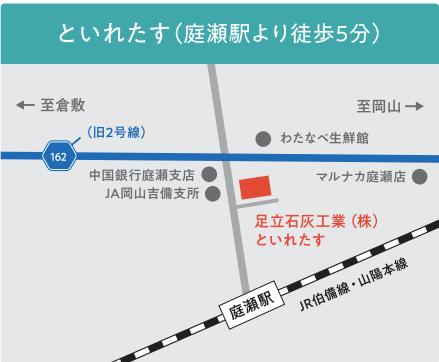 といれたす（庭瀬駅より徒歩5分）
← 至倉敷
至岡山 →
（旧2号線）
162
わたなべ生鮮館
中国銀行庭瀬支店
JA岡山吉備支所
マルナカ庭瀬店
足立石灰工業（株）
といれたす
庭瀬駅
JR伯備線・山陽本線